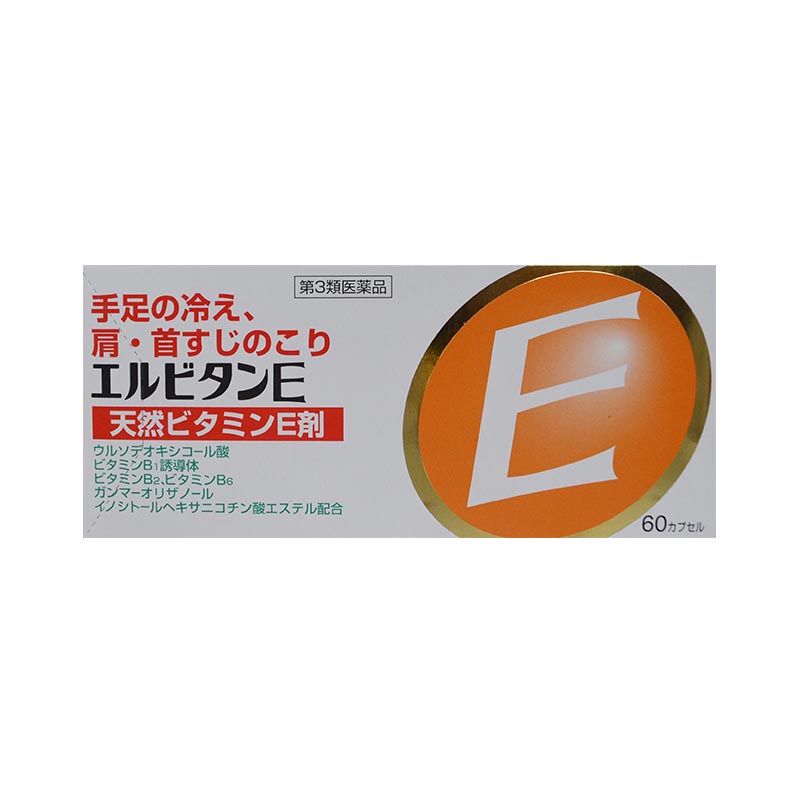 第3類医薬品
手足の冷え、
肩・首すじのこり
エルビタンE
天然ビタミンE剤
ウルソデオキシコール酸
ビタミンB₁誘導体
ビタミンB₂、ビタミンB₆
ガンマーオリザノール
イノシトールヘキサニコチン酸エステル配合
E
60カプセル